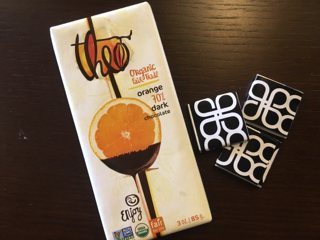 theo
organic
fair trade
orange
70%
dark
chocolate
Enjoy
3 OZ. | 85 G.